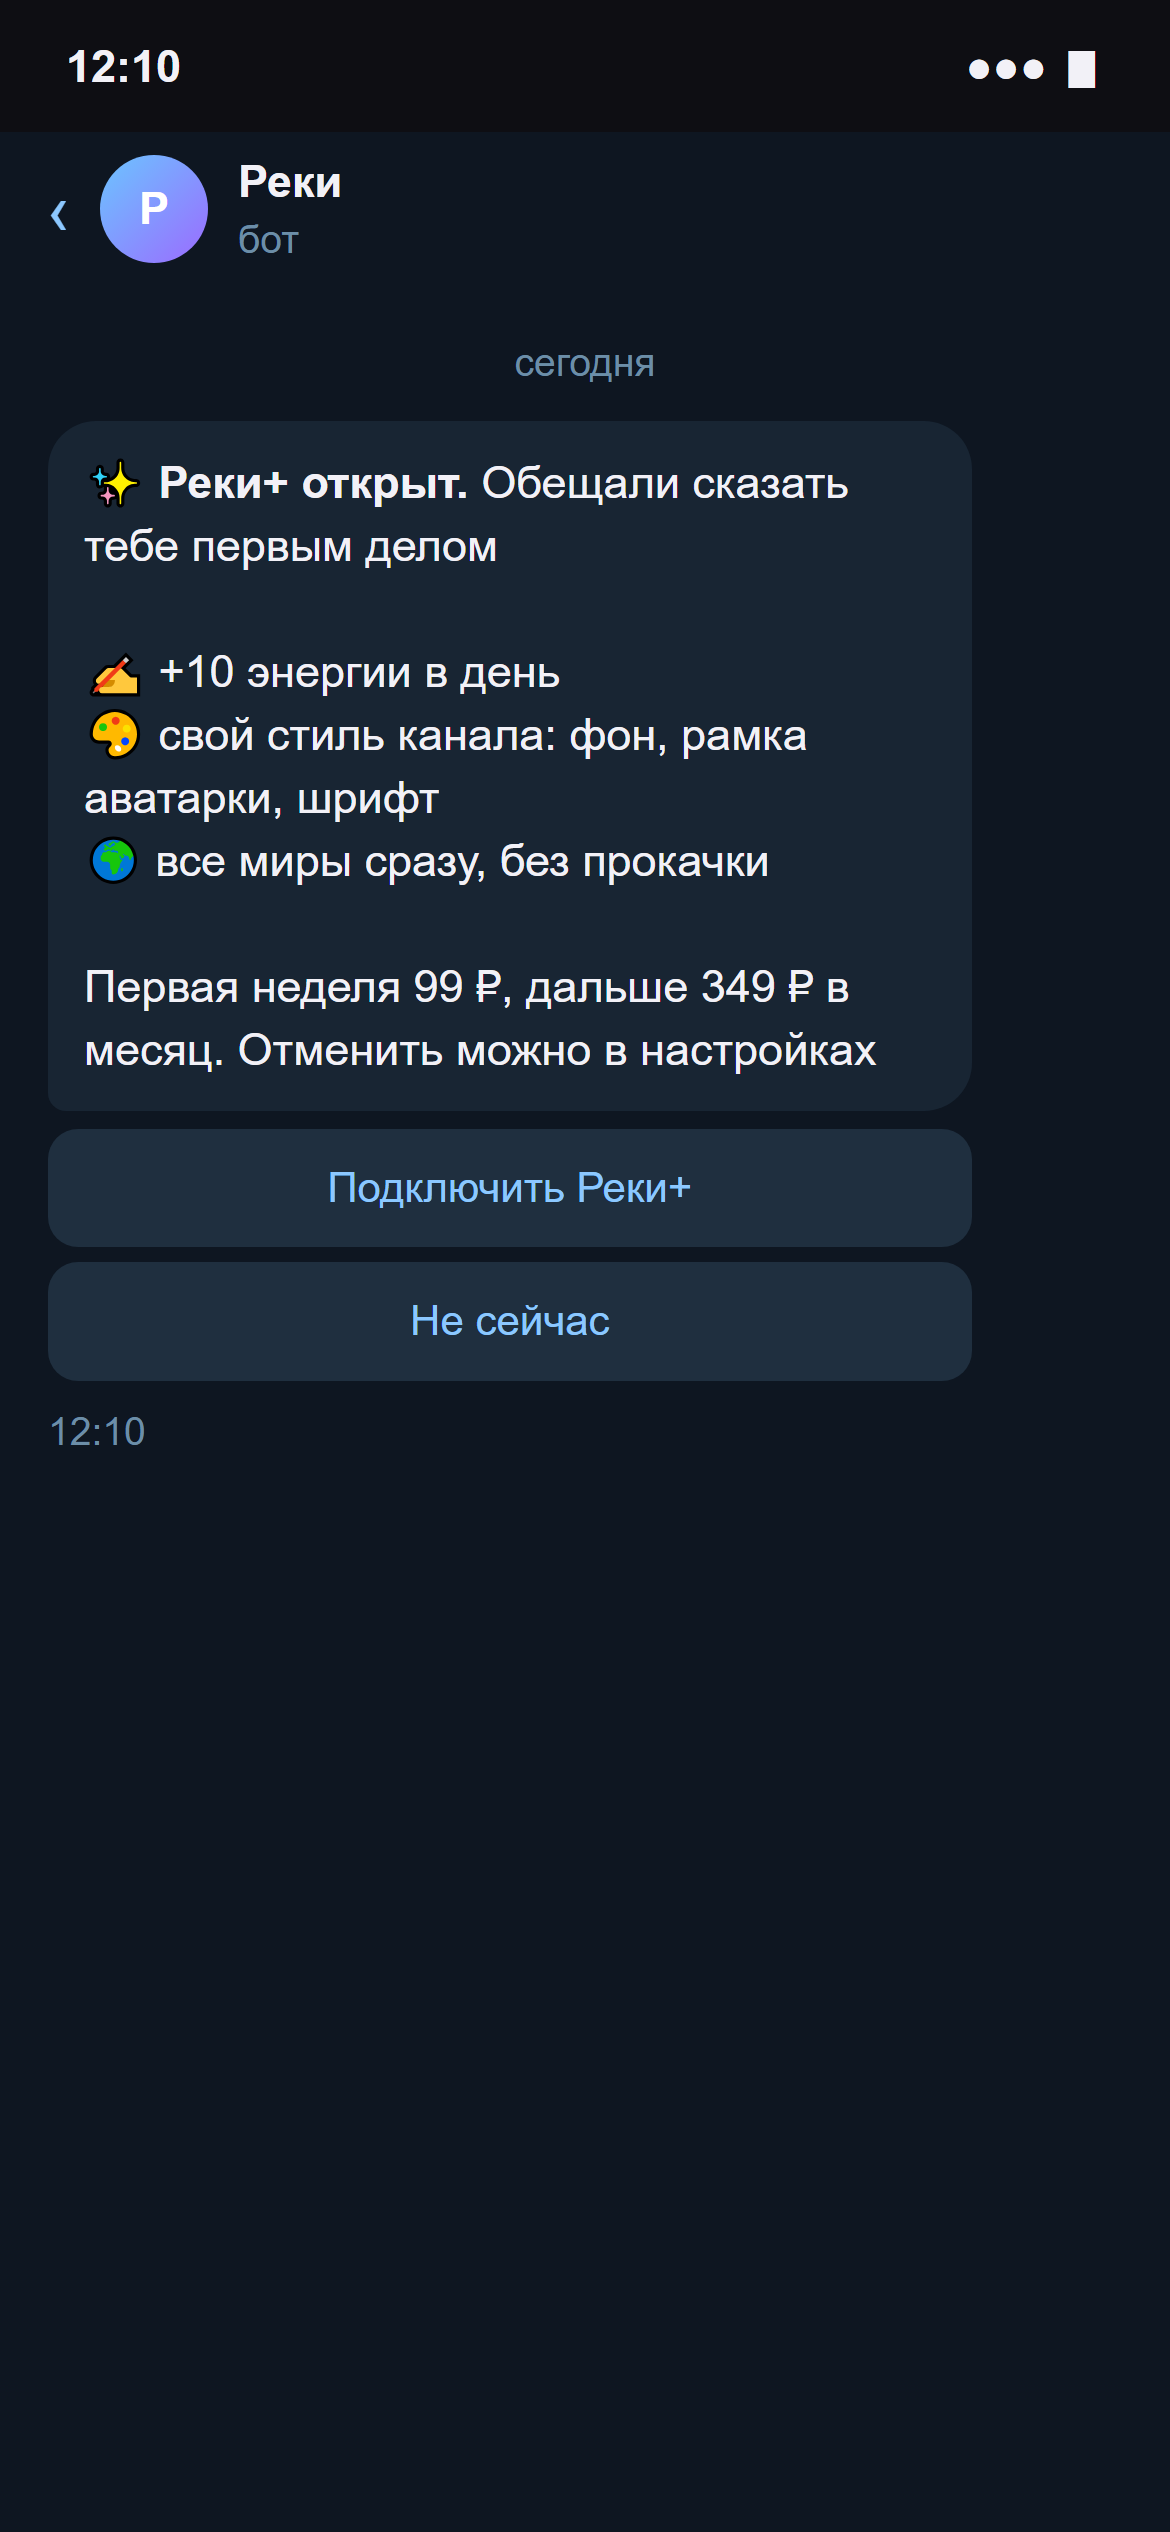 12:10
Р
Реки
бот
сегодня
✨ Реки+ открыт. Обещали сказать
тебе первым делом
✍️ +10 энергии в день
🎨 свой стиль канала: фон, рамка
аватарки, шрифт
🌍 все миры сразу, без прокачки
Первая неделя 99 ₽, дальше 349 ₽ в
месяц. Отменить можно в настройках
Подключить Реки+
Не сейчас
12:10